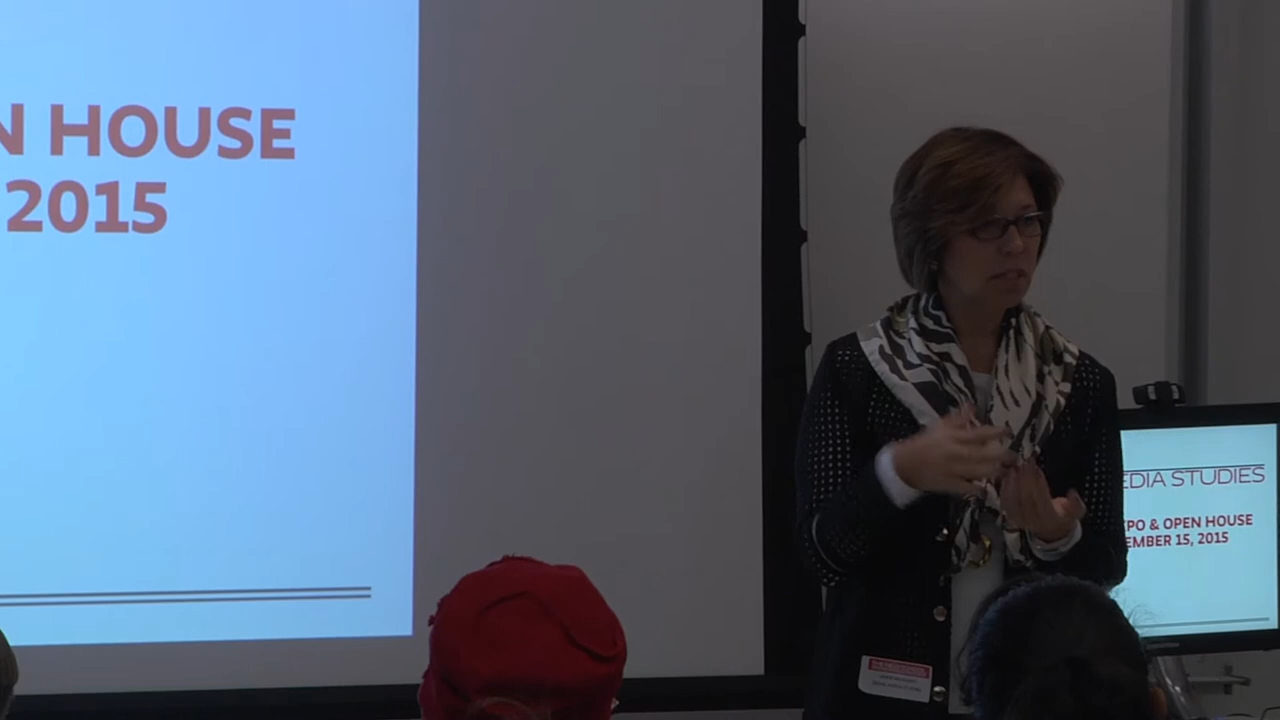 N HOUSE
2015
EDIA STUDIES
PO & OPEN HOUSE
EMBER 15, 2015